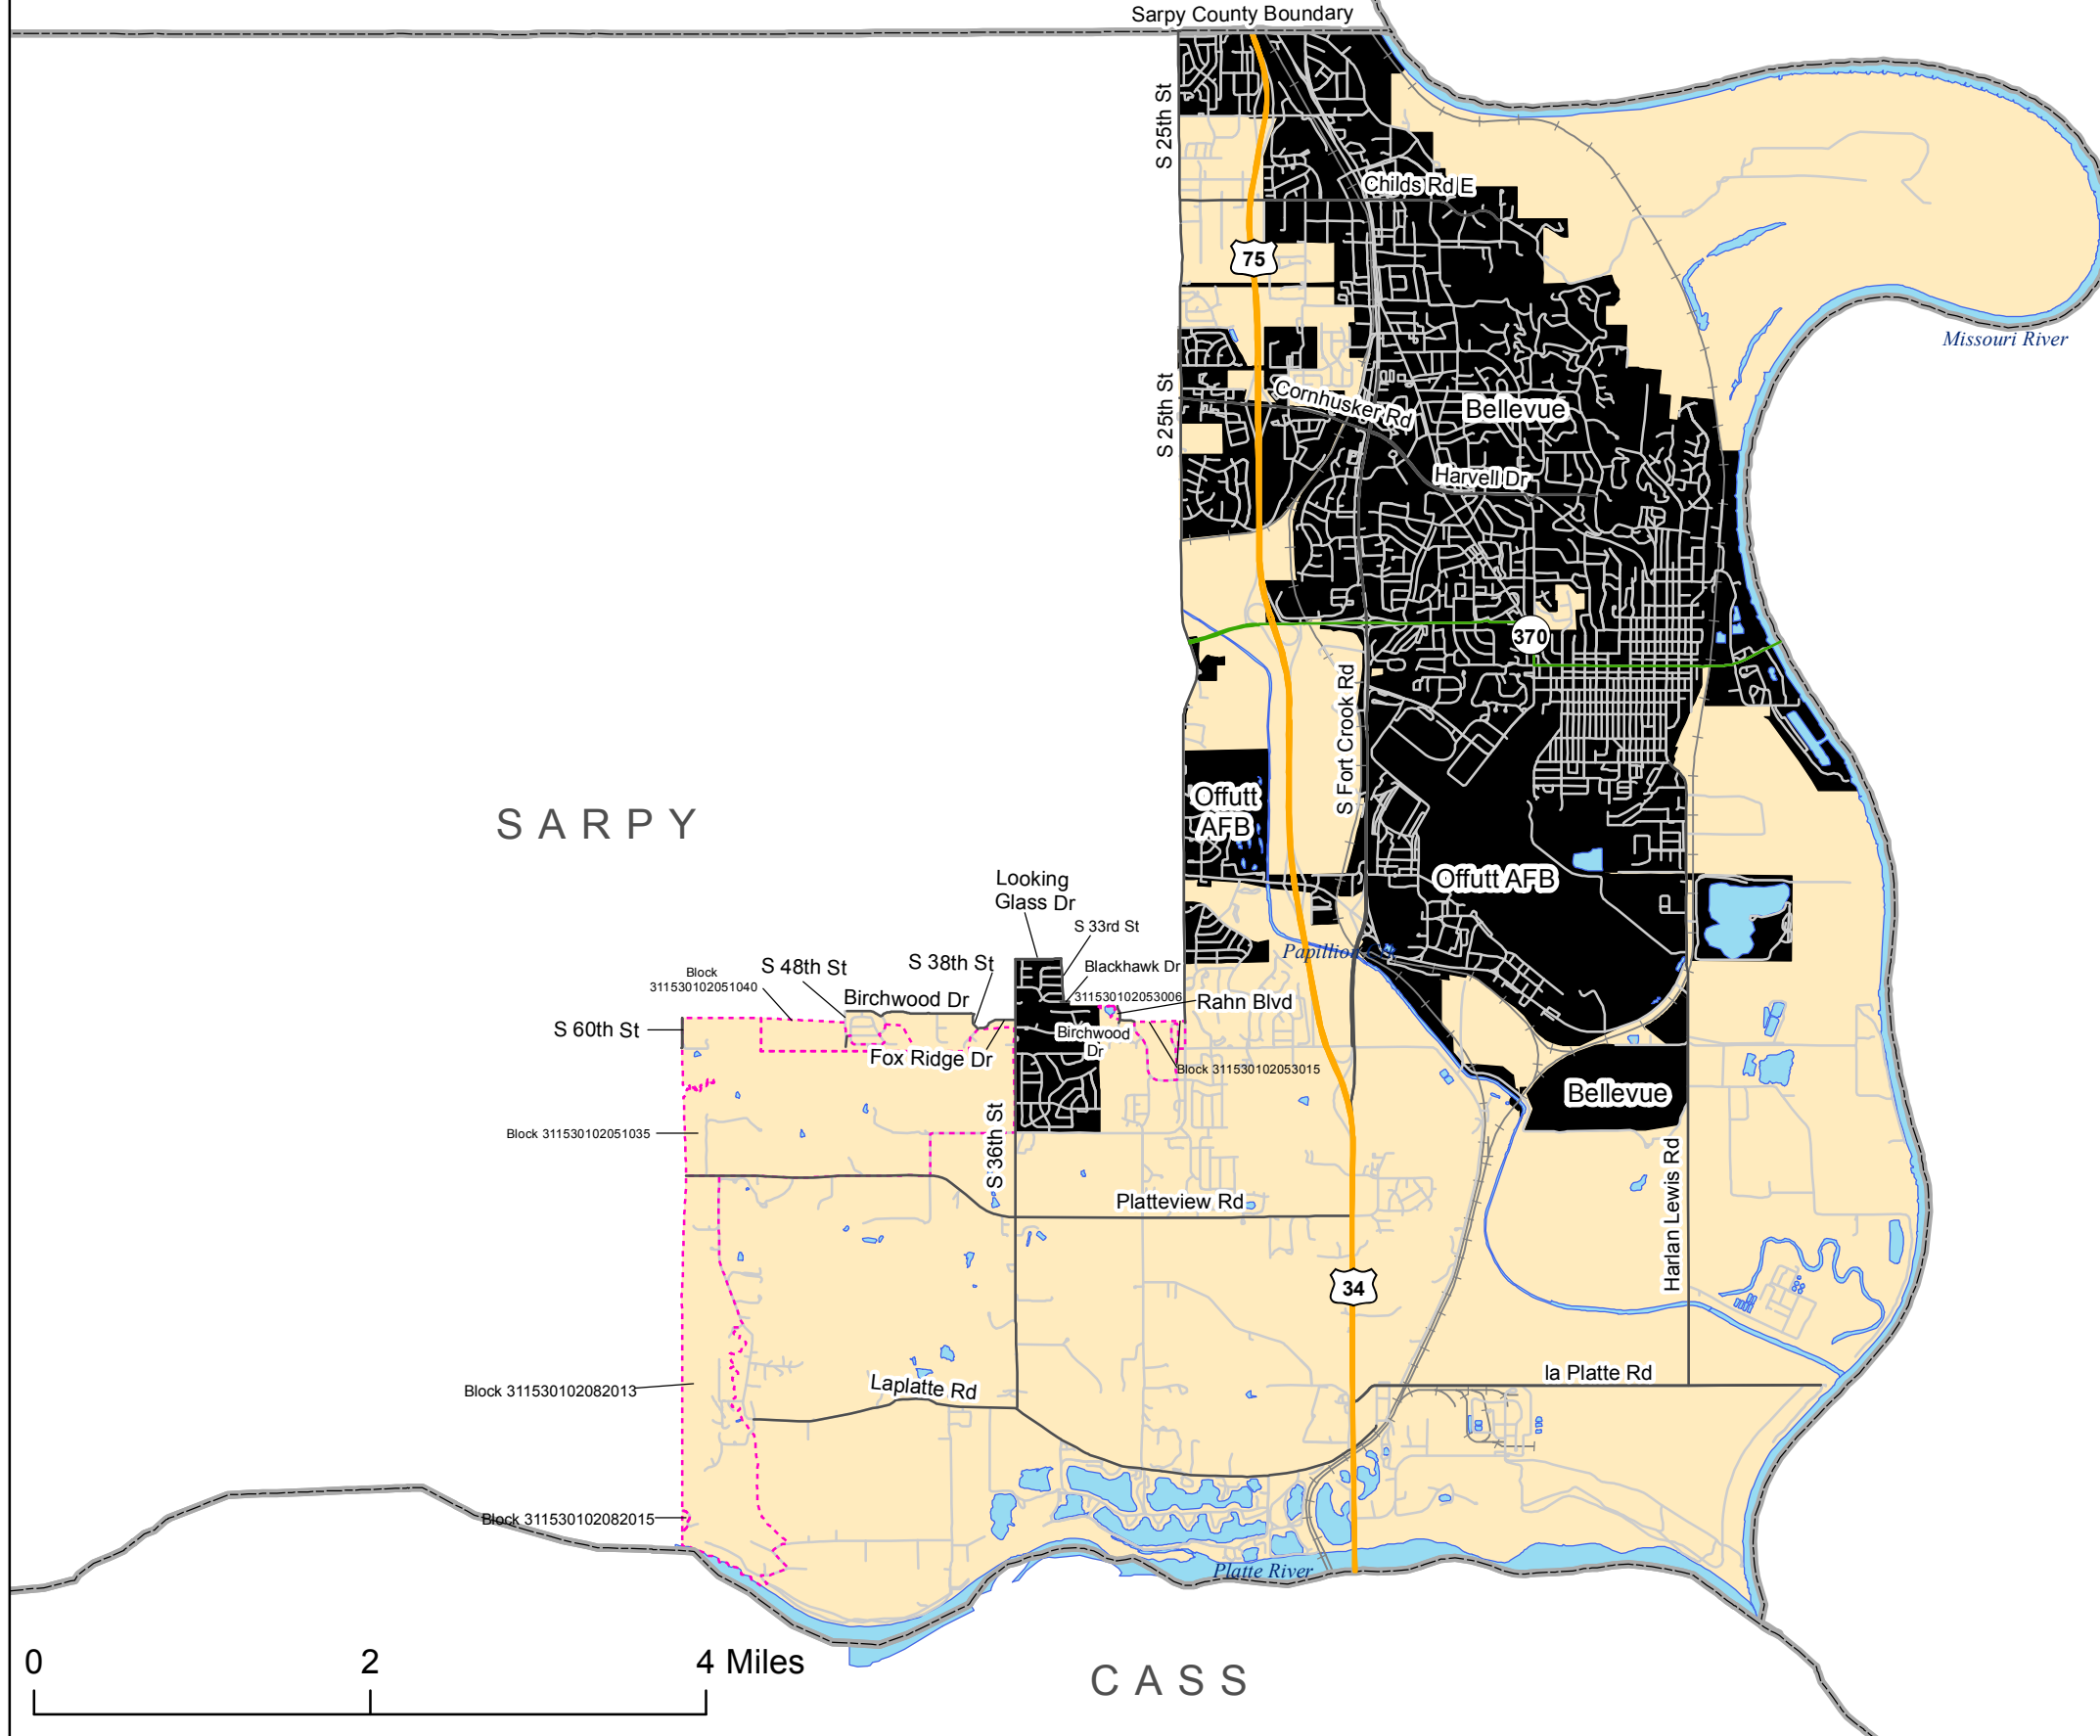 Sarpy County Boundary
S 25th St
Childs Rd E
75
Missouri River
S 25th St
Cornhusker Rd
Bellevue
Harvell Dr
370
S Fort Crook Rd
Offutt
AFB
SARPY
Offutt AFB
Looking
Glass Dr
S 33rd St
Papillion Crk
S 48th St
S 38th St
Blackhawk Dr
Block
311530102051040
Birchwood Dr
311530102053006
Rahn Blvd
S 60th St
Fox Ridge Dr
Birchwood
Dr
Block 311530102053015
Bellevue
Block 311530102051035
S 36th St
Harlan Lewis Rd
Platteview Rd
34
Laplatte Rd
la Platte Rd
Block 311530102082013
Block 311530102082015
Platte River
0 2 4 Miles
CASS